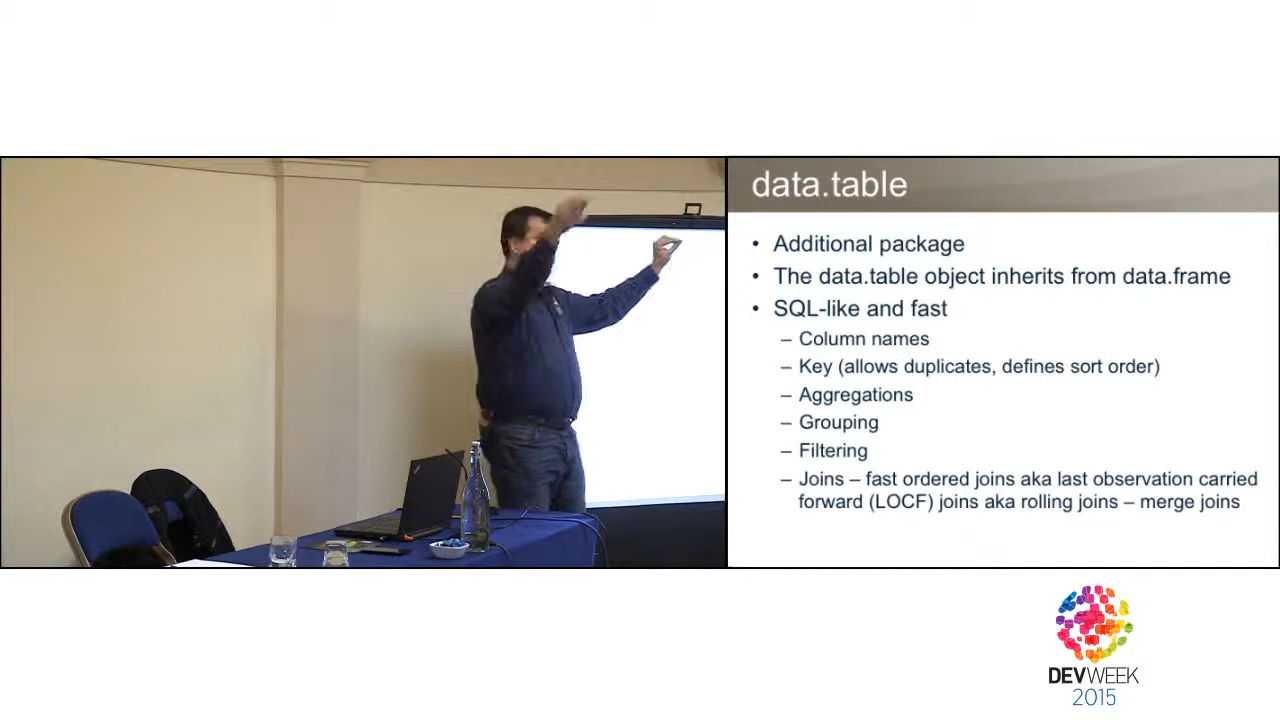 data.table
• Additional package
• The data.table object inherits from data.frame
• SQL-like and fast
– Column names
– Key (allows duplicates, defines sort order)
– Aggregations
– Grouping
– Filtering
– Joins – fast ordered joins aka last observation carried
forward (LOCF) joins aka rolling joins – merge joins
DEVWEEK
2015